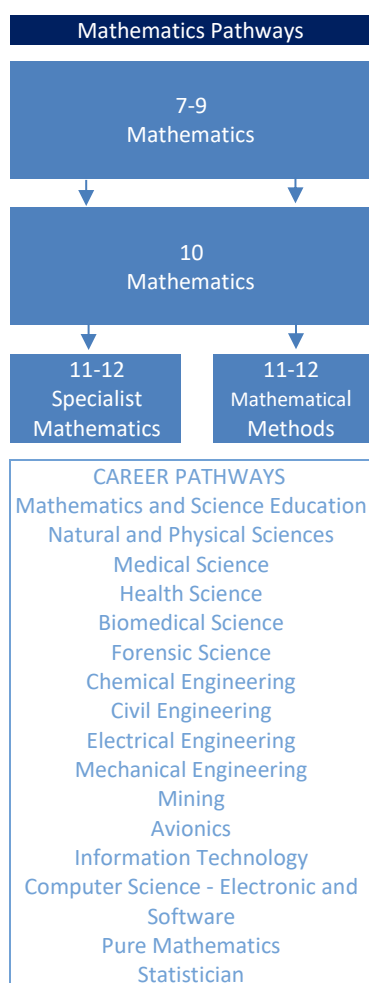 Mathematics Pathways
7-9
Mathematics
10
Mathematics
11-12
Specialist
Mathematics
11-12
Mathematical
Methods
CAREER PATHWAYS
Mathematics and Science Education
Natural and Physical Sciences
Medical Science
Health Science
Biomedical Science
Forensic Science
Chemical Engineering
Civil Engineering
Electrical Engineering
Mechanical Engineering
Mining
Avionics
Information Technology
Computer Science - Electronic and
Software
Pure Mathematics
Statistician